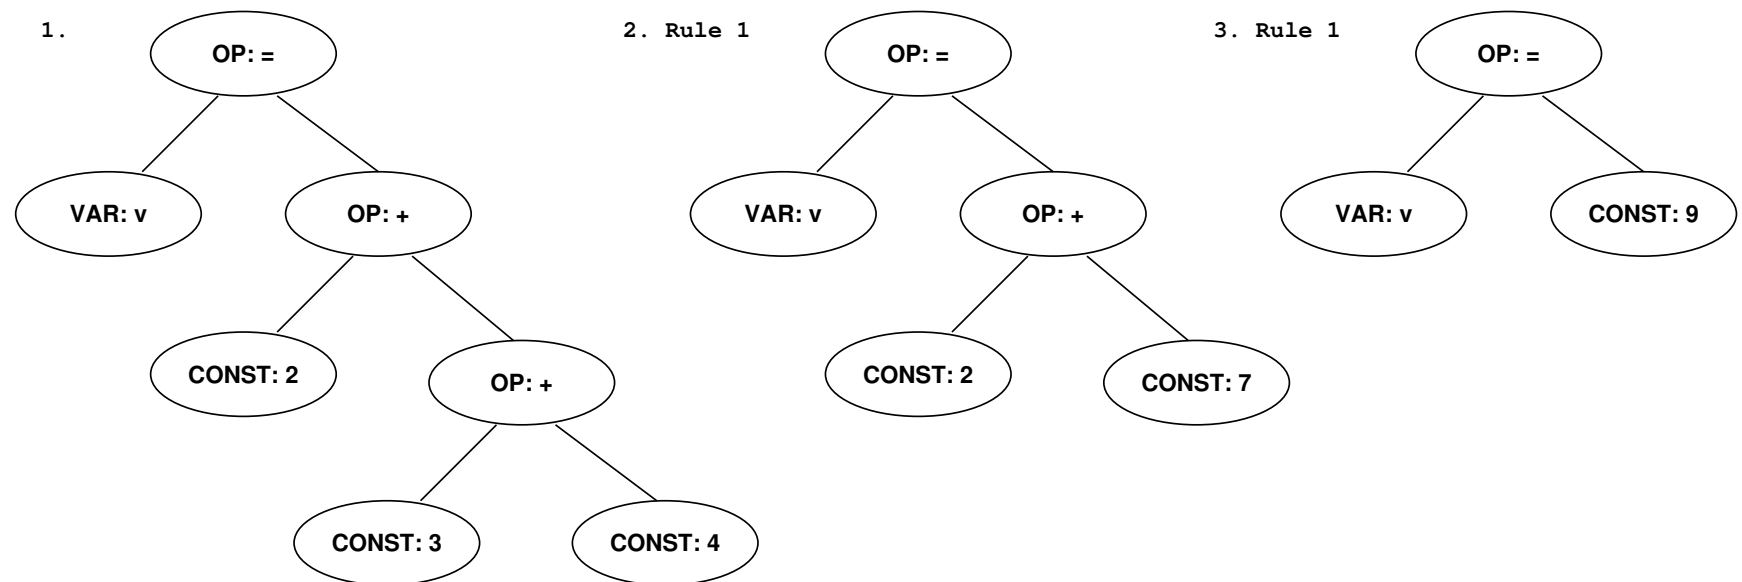 1.
OP: =
VAR: v
OP: +
CONST: 2
OP: +
CONST: 3
CONST: 4
2. Rule 1
OP: =
VAR: v
OP: +
CONST: 2
CONST: 7
3. Rule 1
OP: =
VAR: v
CONST: 9